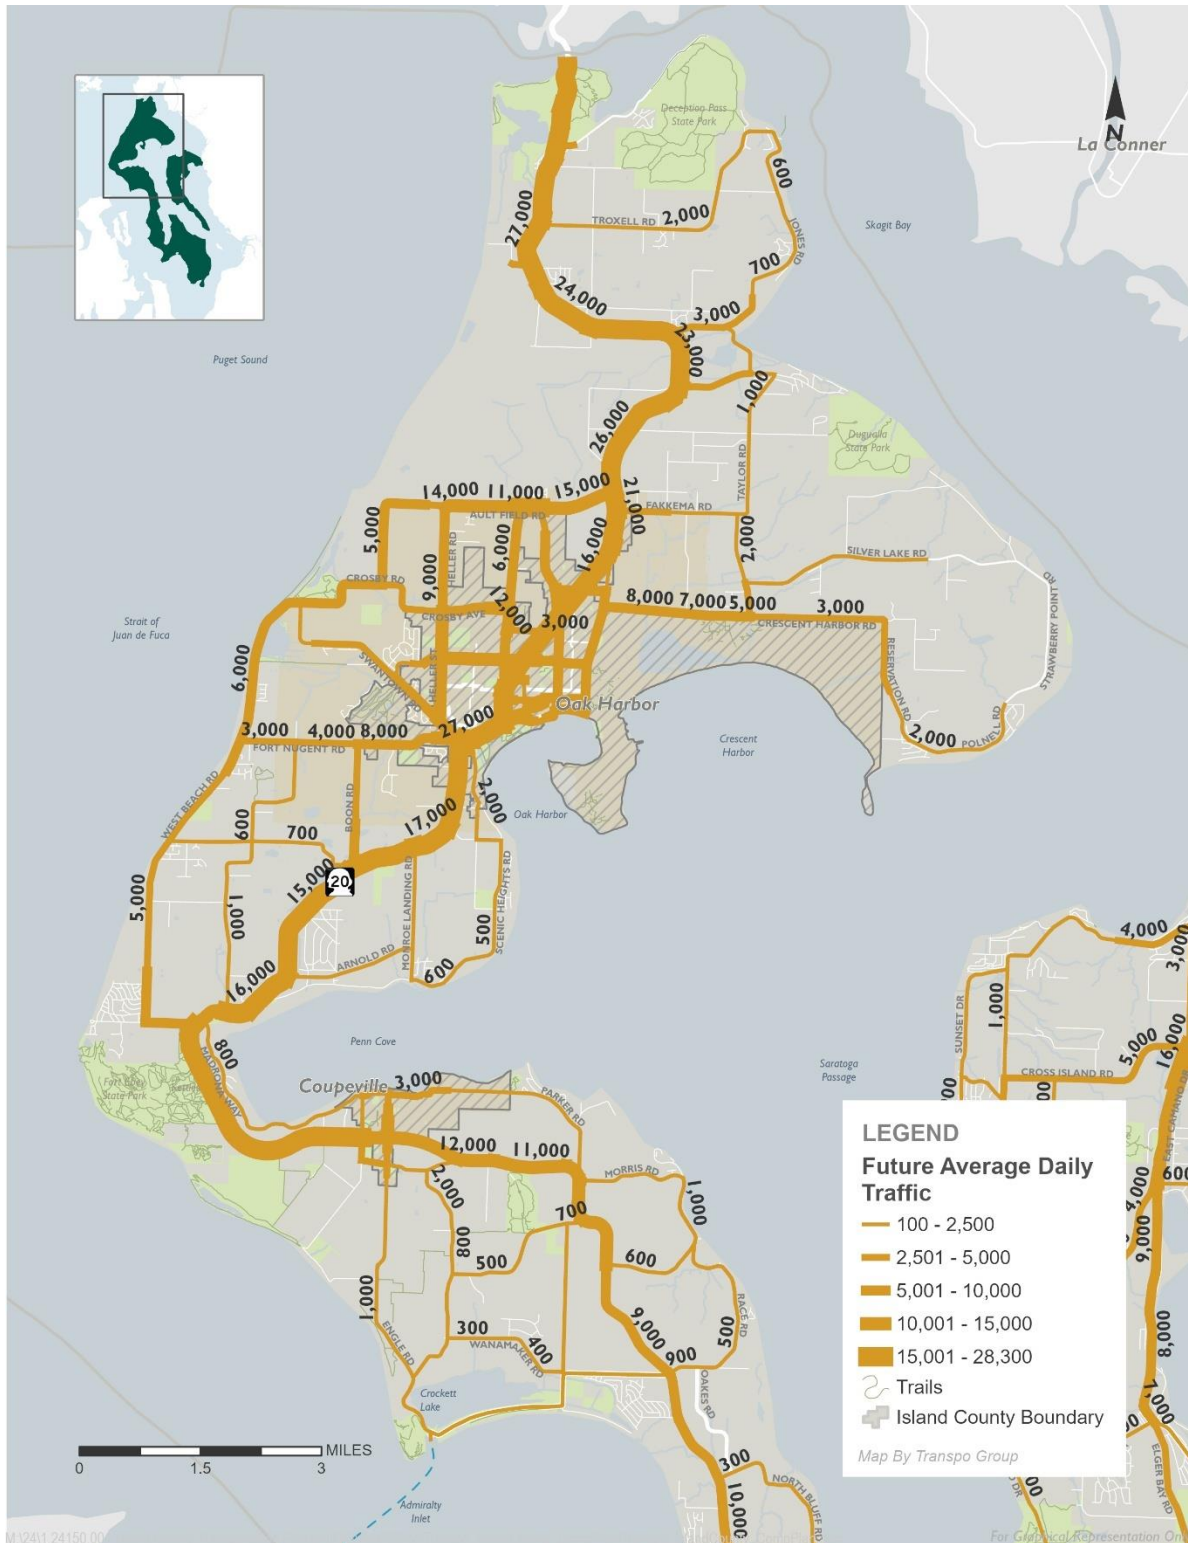 Deception Pass
State Park
La Conner
N
Skagit Bay
600
2,000
TROXELL RD
JONES RD
27,000
700
24,000
3,000
23,000
Puget Sound
1,000
26,000
Dugualla
State Park
TAYLOR RD
14,000
11,000
15,000
21,000
AULT FIELD RD
FAKKEMA RD
5,000
HELLER RD
6,000
16,000
2,000
SILVER LAKE RD
9,000
CROSBY RD
12,000
8,000
7,000
5,000
3,000
CROSBY AVE
3,000
CRESCENT HARBOR RD
STRAWBERRY POINT RD
Strait of
Juan de Fuca
6,000
SWANTOWN RD
HELLER ST
RESERVATION RD
Oak Harbor
27,000
3,000
4,000
8,000
FORT NUGENT RD
2,000
POLNELL RD
Crescent
Harbor
WEST BEACH RD
BOON RD
2,000
Oak Harbor
17,000
600
700
15,000
20
5,000
1,000
MONROE LANDING RD
SCENIC HEIGHTS RD
500
ARNOLD RD
600
16,000
4,000
3,000
SUNSET DR
1,000
Penn Cove
800
MADRONA WAY
Saratoga
Passage
5,000
16,000
CROSS ISLAND RD
Coupeville
3,000
PARKER RD
State Park
EAST CAMANO DR
12,000
11,000
MORRIS RD
2,000
1,000
700
800
500
600
4,000
9,000
600
1,000
ENGLE RD
300
WANAMAKER RD
400
9,000
900
500
RACE RD
8,000
OAKES RD
Crockett
Lake
7,000
ELGER BAY RD
300
10,000
NORTH BLUFF RD
Admiralty
Inlet
LEGEND
Future Average Daily
Traffic
100 - 2,500
2,501 - 5,000
5,001 - 10,000
10,001 - 15,000
15,001 - 28,300
Trails
Island County Boundary
Map By Transpo Group
MILES
0
1.5
3
For Graphical Representation On